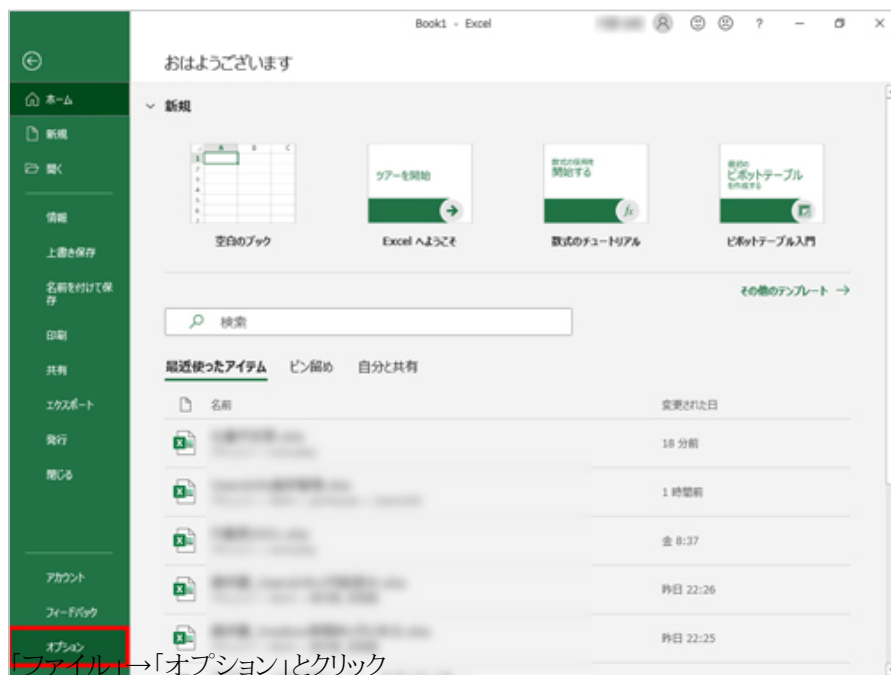 Book1 - Excel
?
おはようございます
ホーム
新規
開く
情報
上書き保存
名前を付けて保
存
印刷
共有
エクスポート
発行
閉じる
アカウント
フィードバック
オプション
新規
A B C
1
2
3
4
5
6
7
空白のブック
ツアーを開始
Excel へようこそ
数式の使用を
開始する
fx
数式のチュートリアル
最初の
ピボットテーブル
を作成する
ピボットテーブル入門
その他のテンプレート
検索
最近使ったアイテム ピン留め 自分と共有
名前 変更された日
18 分前
1 時間前
金 8:37
昨日 22:26
昨日 22:25
「ファイル」→「オプション」とクリック